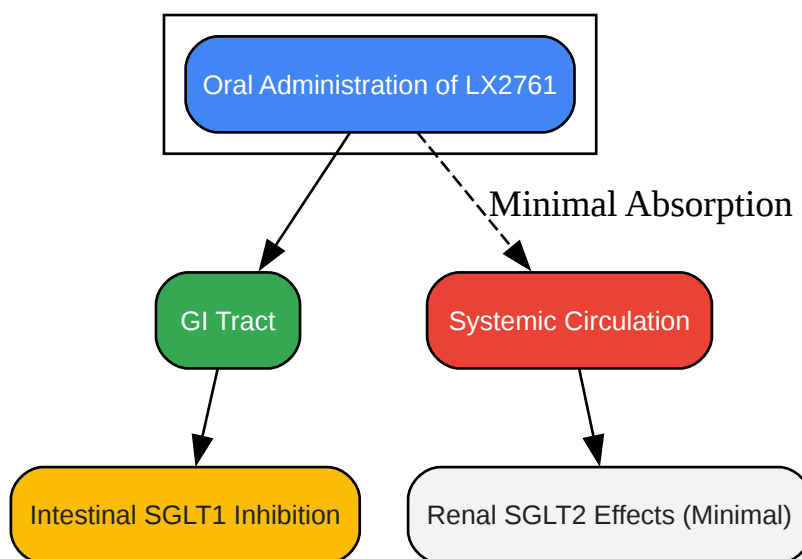 Oral Administration of LX2761
Minimal Absorption
GI Tract
Systemic Circulation
Intestinal SGLT1 Inhibition
Renal SGLT2 Effects (Minimal)